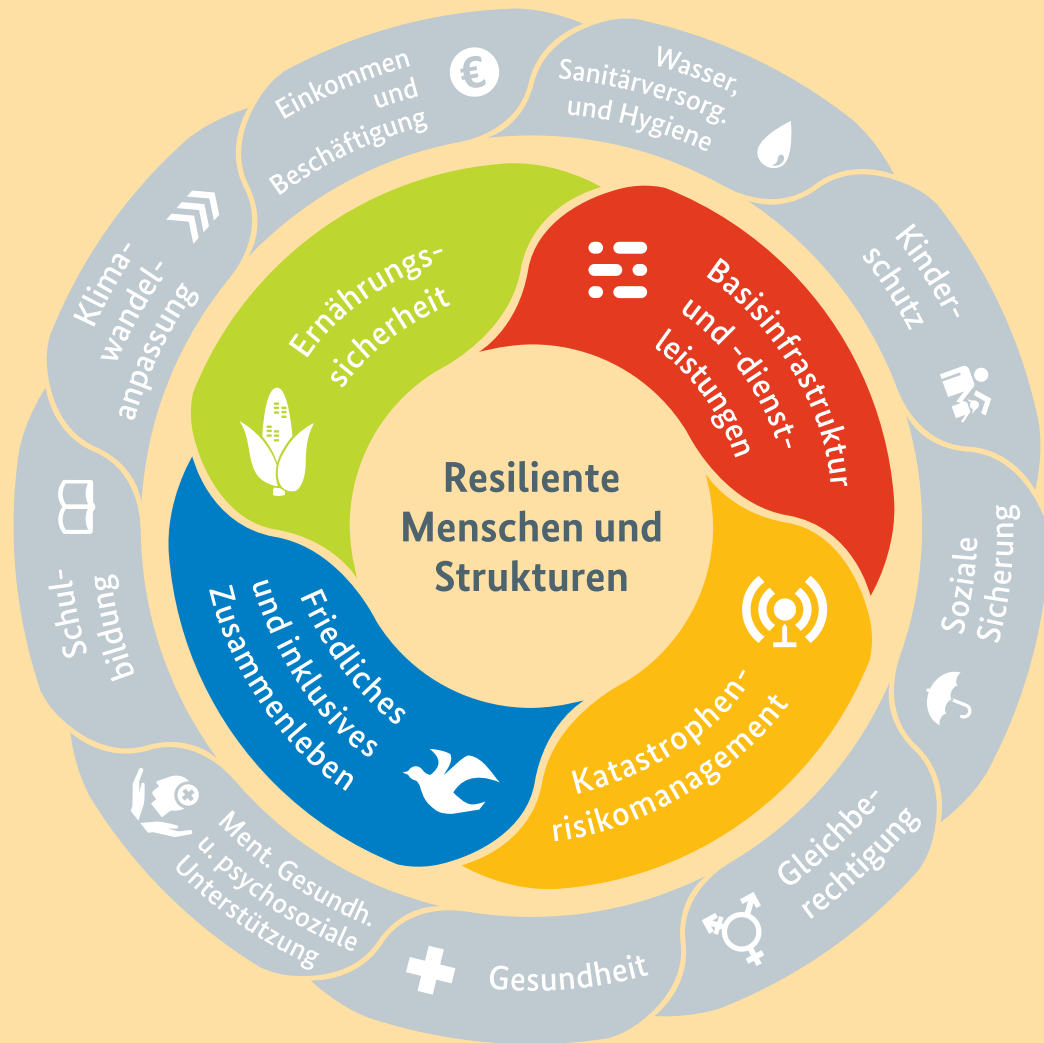 Resiliente
Menschen und
Strukturen
Ernährungs-
sicherheit
Basisinfrastruktur
und -dienst-
leistungen
Katastrophen-
risikomanagement
Friedliches
und inklusives
Zusammenleben
Einkommen
und
Beschäftigung
€
Wasser,
Sanitärversorg.
und Hygiene
Kinder-
schutz
Soziale
Sicherung
Gleichbe-
rechtigung
Gesundheit
Ment. Gesundh.
u. psychosoziale
Unterstützung
Schul-
bildung
Klima-
wandel-
anpassung